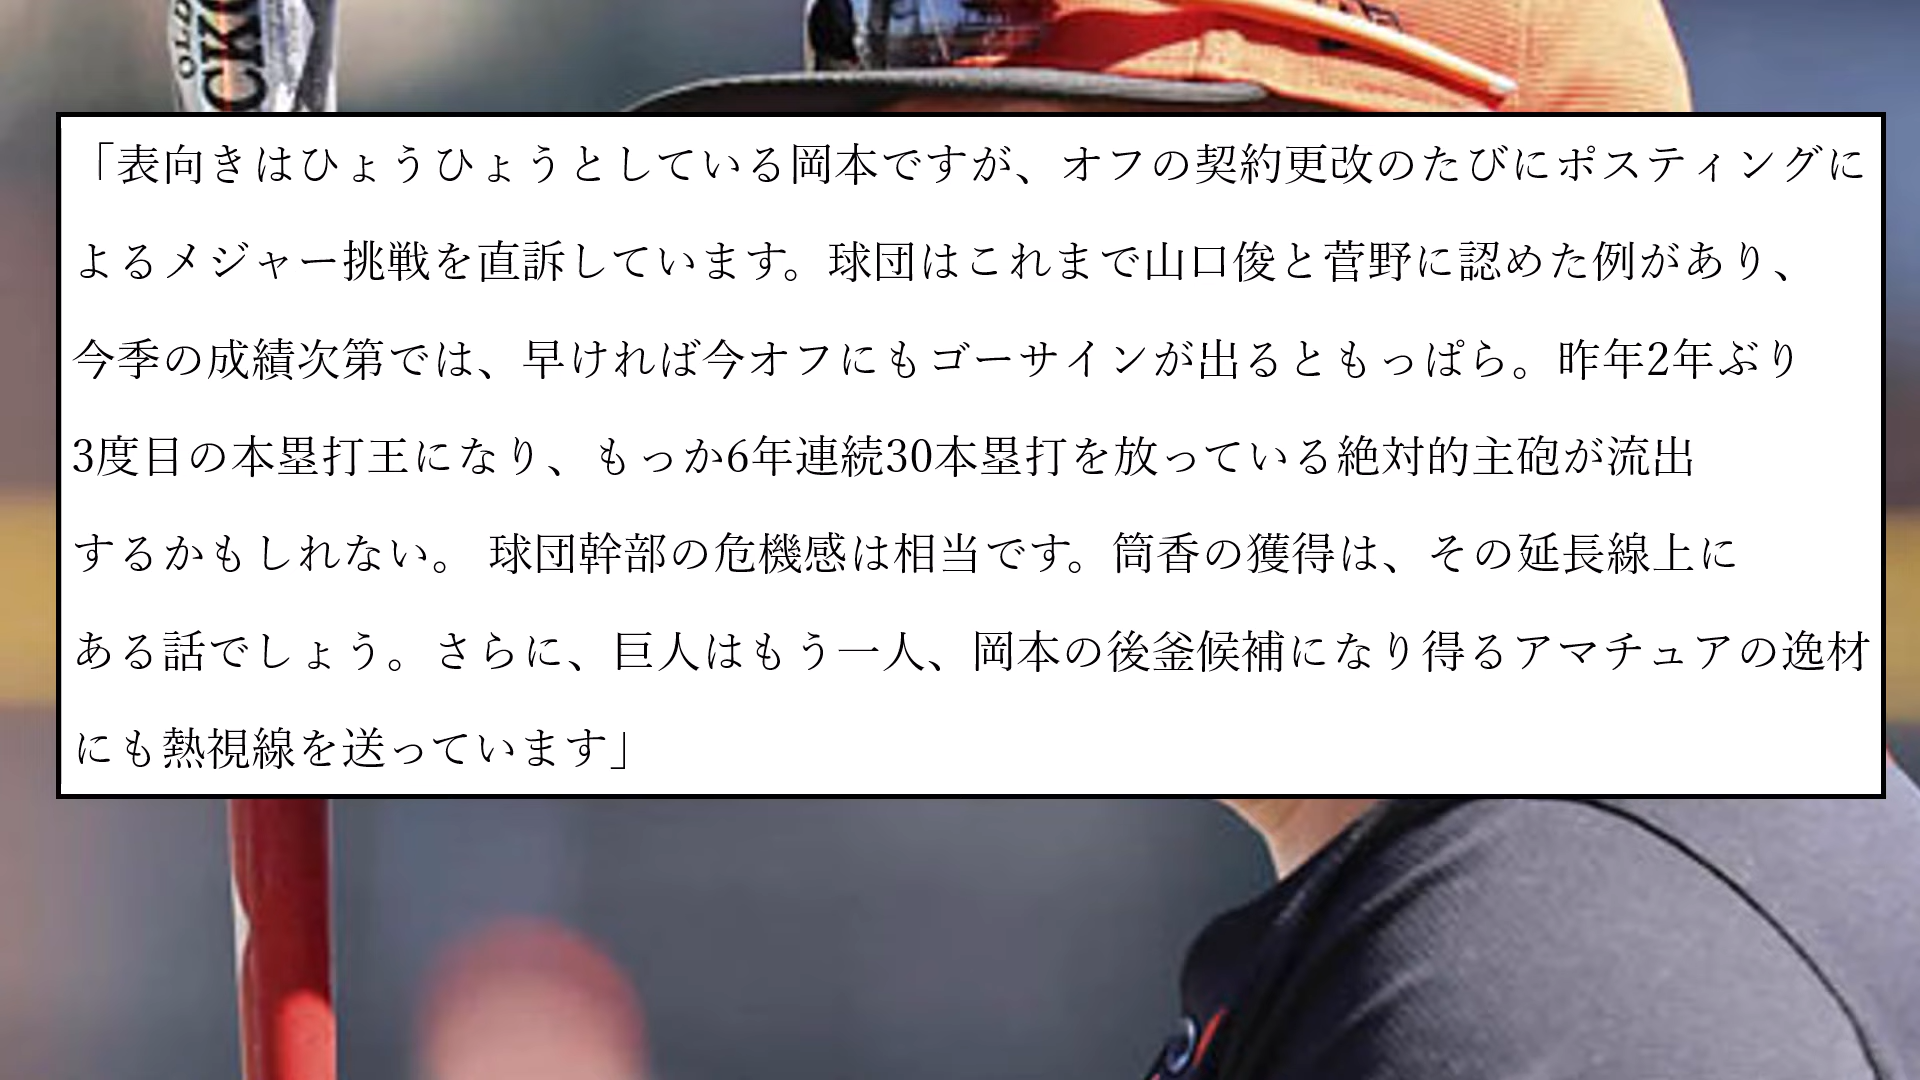 OLD
CK
「表向きはひょうひょうとしている岡本ですが、オフの契約更改のたびにポスティングに
よるメジャー挑戦を直訴しています。球団はこれまで山口俊と菅野に認めた例があり、
今季の成績次第では、早ければ今オフにもゴーサインが出るともっぱら。昨年2年ぶり
3度目の本塁打王になり、もっか6年連続30本塁打を放っている絶対的主砲が流出
するかもしれない。 球団幹部の危機感は相当です。筒香の獲得は、その延長線上に
ある話でしょう。さらに、巨人はもう一人、岡本の後釜候補になり得るアマチュアの逸材
にも熱視線を送っています」